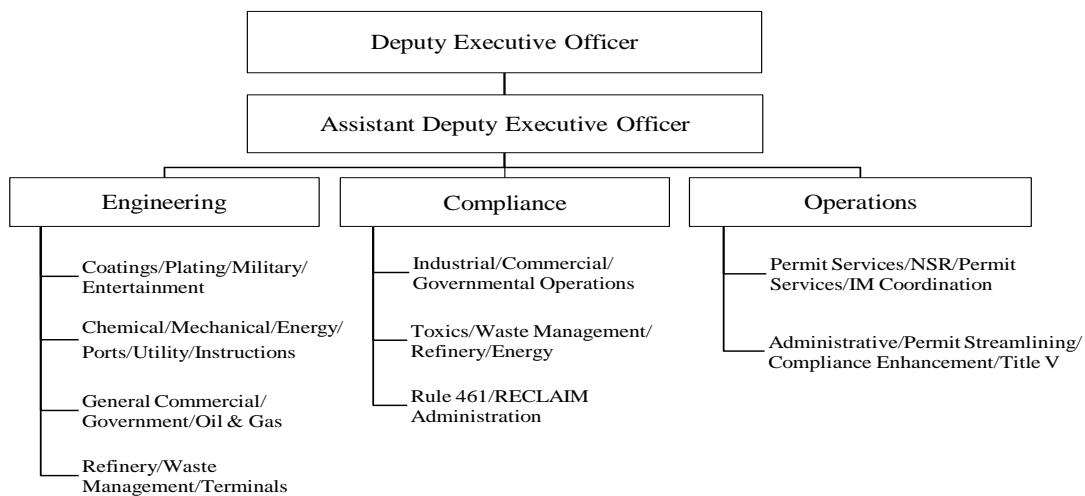 Deputy Executive Officer
Assistant Deputy Executive Officer
Engineering
Coatings/Plating/Military/
Entertainment
Chemical/Mechanical/Energy/
Ports/Utility/Instructions
General Commercial/
Government/Oil & Gas
Refinery/Waste
Management/Terminals
Compliance
Industrial/Commercial/
Governmental Operations
Toxics/Waste Management/
Refinery/Energy
Rule 461/RECLAIM
Administration
Operations
Permit Services/NSR/Permit
Services/IM Coordination
Administrative/Permit Streamlining/
Compliance Enhancement/Title V